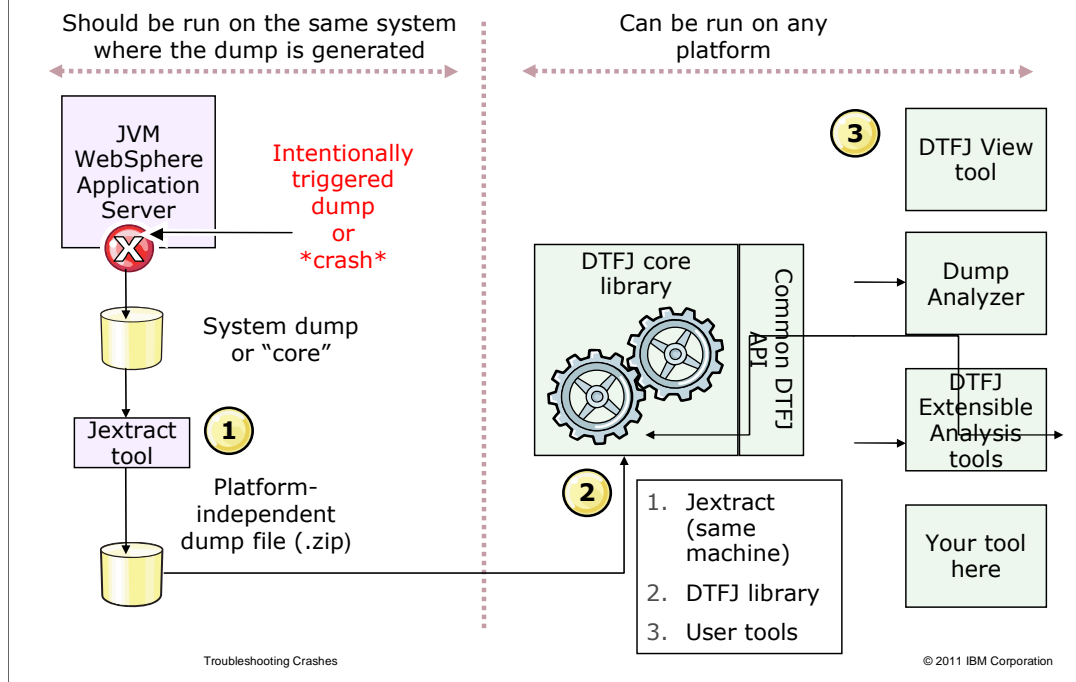 Should be run on the same system
where the dump is generated
Can be run on any
platform
JVM
WebSphere
Application
Server
X
Intentionally
triggered
dump
or
*crash*
System dump
or “core”
Jextract
tool
1
Platform-
independent
dump file (.zip)
DTFJ core
library
Common DTFJ
API
2
3
DTFJ View
tool
Dump
Analyzer
DTFJ
Extensible
Analysis
tools
Your tool
here
1. Jextract
(same
machine)
2. DTFJ library
3. User tools
Troubleshooting Crashes
© 2011 IBM Corporation